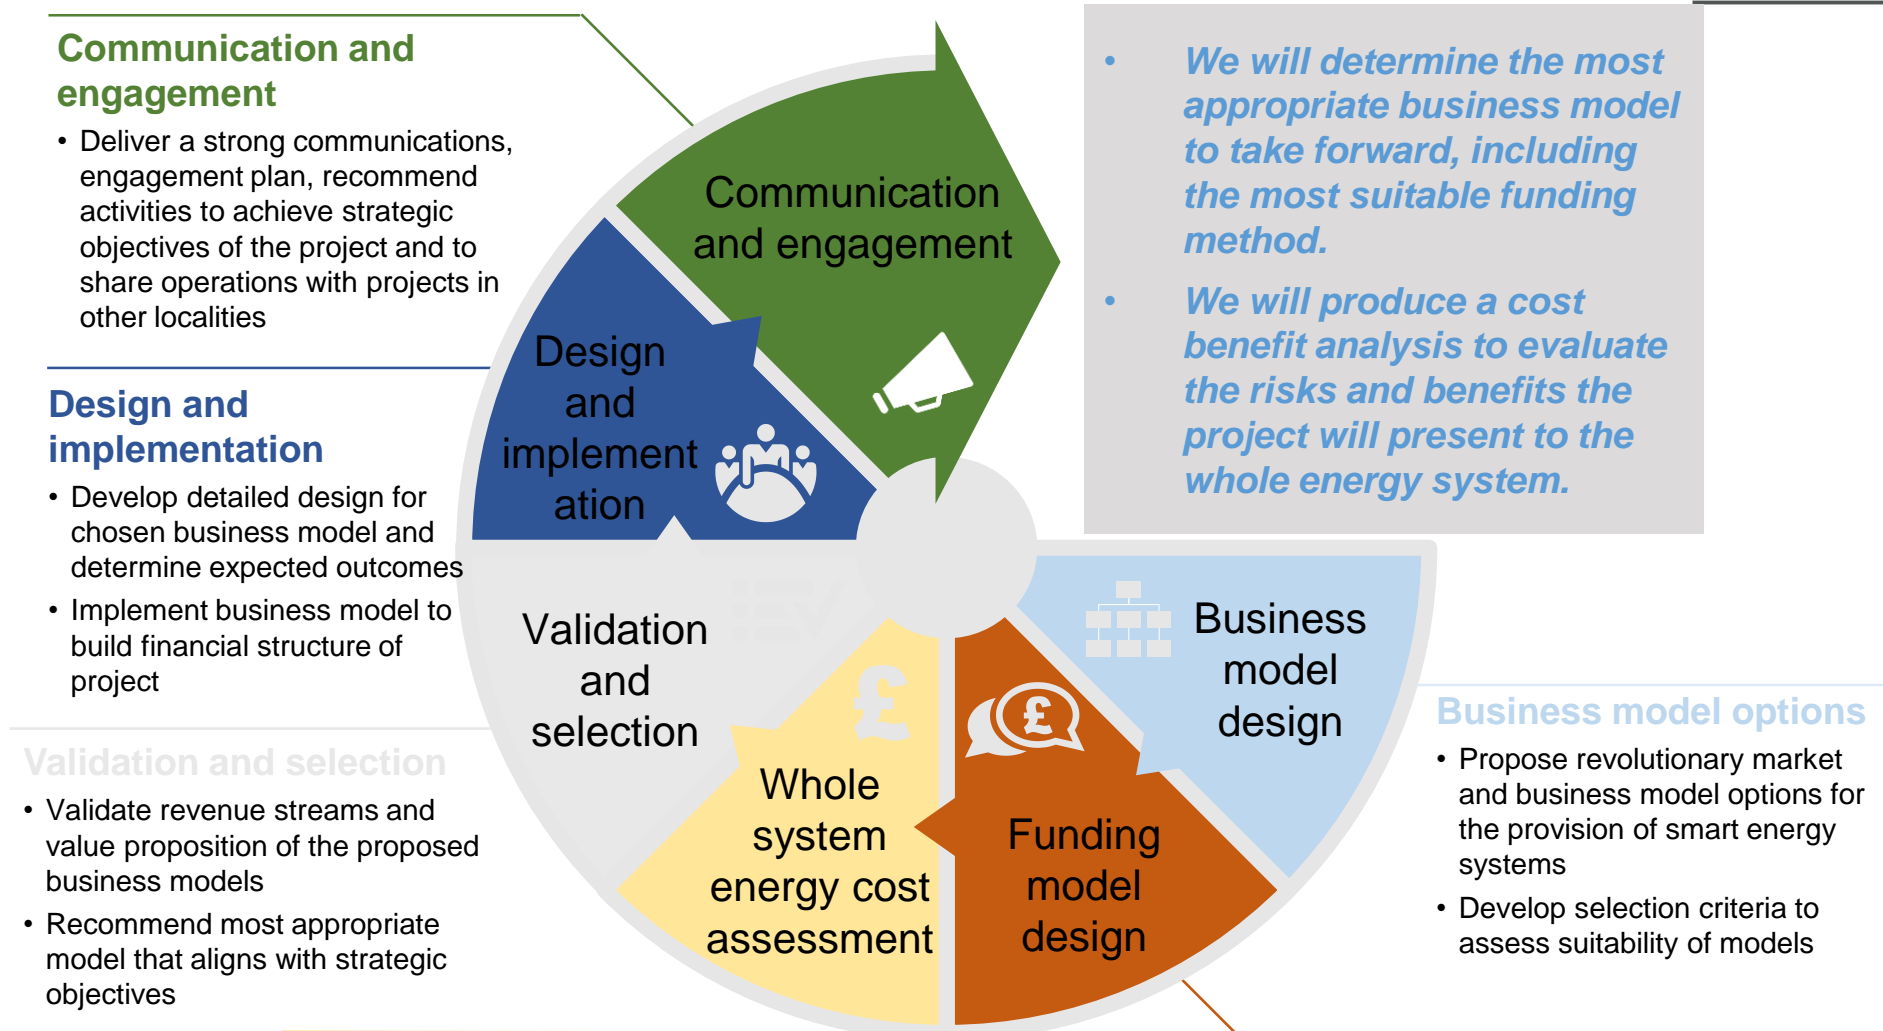 Communication and
engagement
• Deliver a strong communications,
engagement plan, recommend
activities to achieve strategic
objectives of the project and to
share operations with projects in
other localities
Design and
implementation
• Develop detailed design for
chosen business model and
determine expected outcomes
• Implement business model to
build financial structure of
project
Validation and selection
• Validate revenue streams and
value proposition of the proposed
business models
• Recommend most appropriate
model that aligns with strategic
objectives
Communication
and engagement
Design
and
implement
ation
Validation
and
selection
£
Whole
system
energy cost
assessment
£
Funding
model
design
Business
model
design
• We will determine the most
appropriate business model
to take forward, including
the most suitable funding
method.
• We will produce a cost
benefit analysis to evaluate
the risks and benefits the
project will present to the
whole energy system.
Business model options
• Propose revolutionary market
and business model options for
the provision of smart energy
systems
• Develop selection criteria to
assess suitability of models